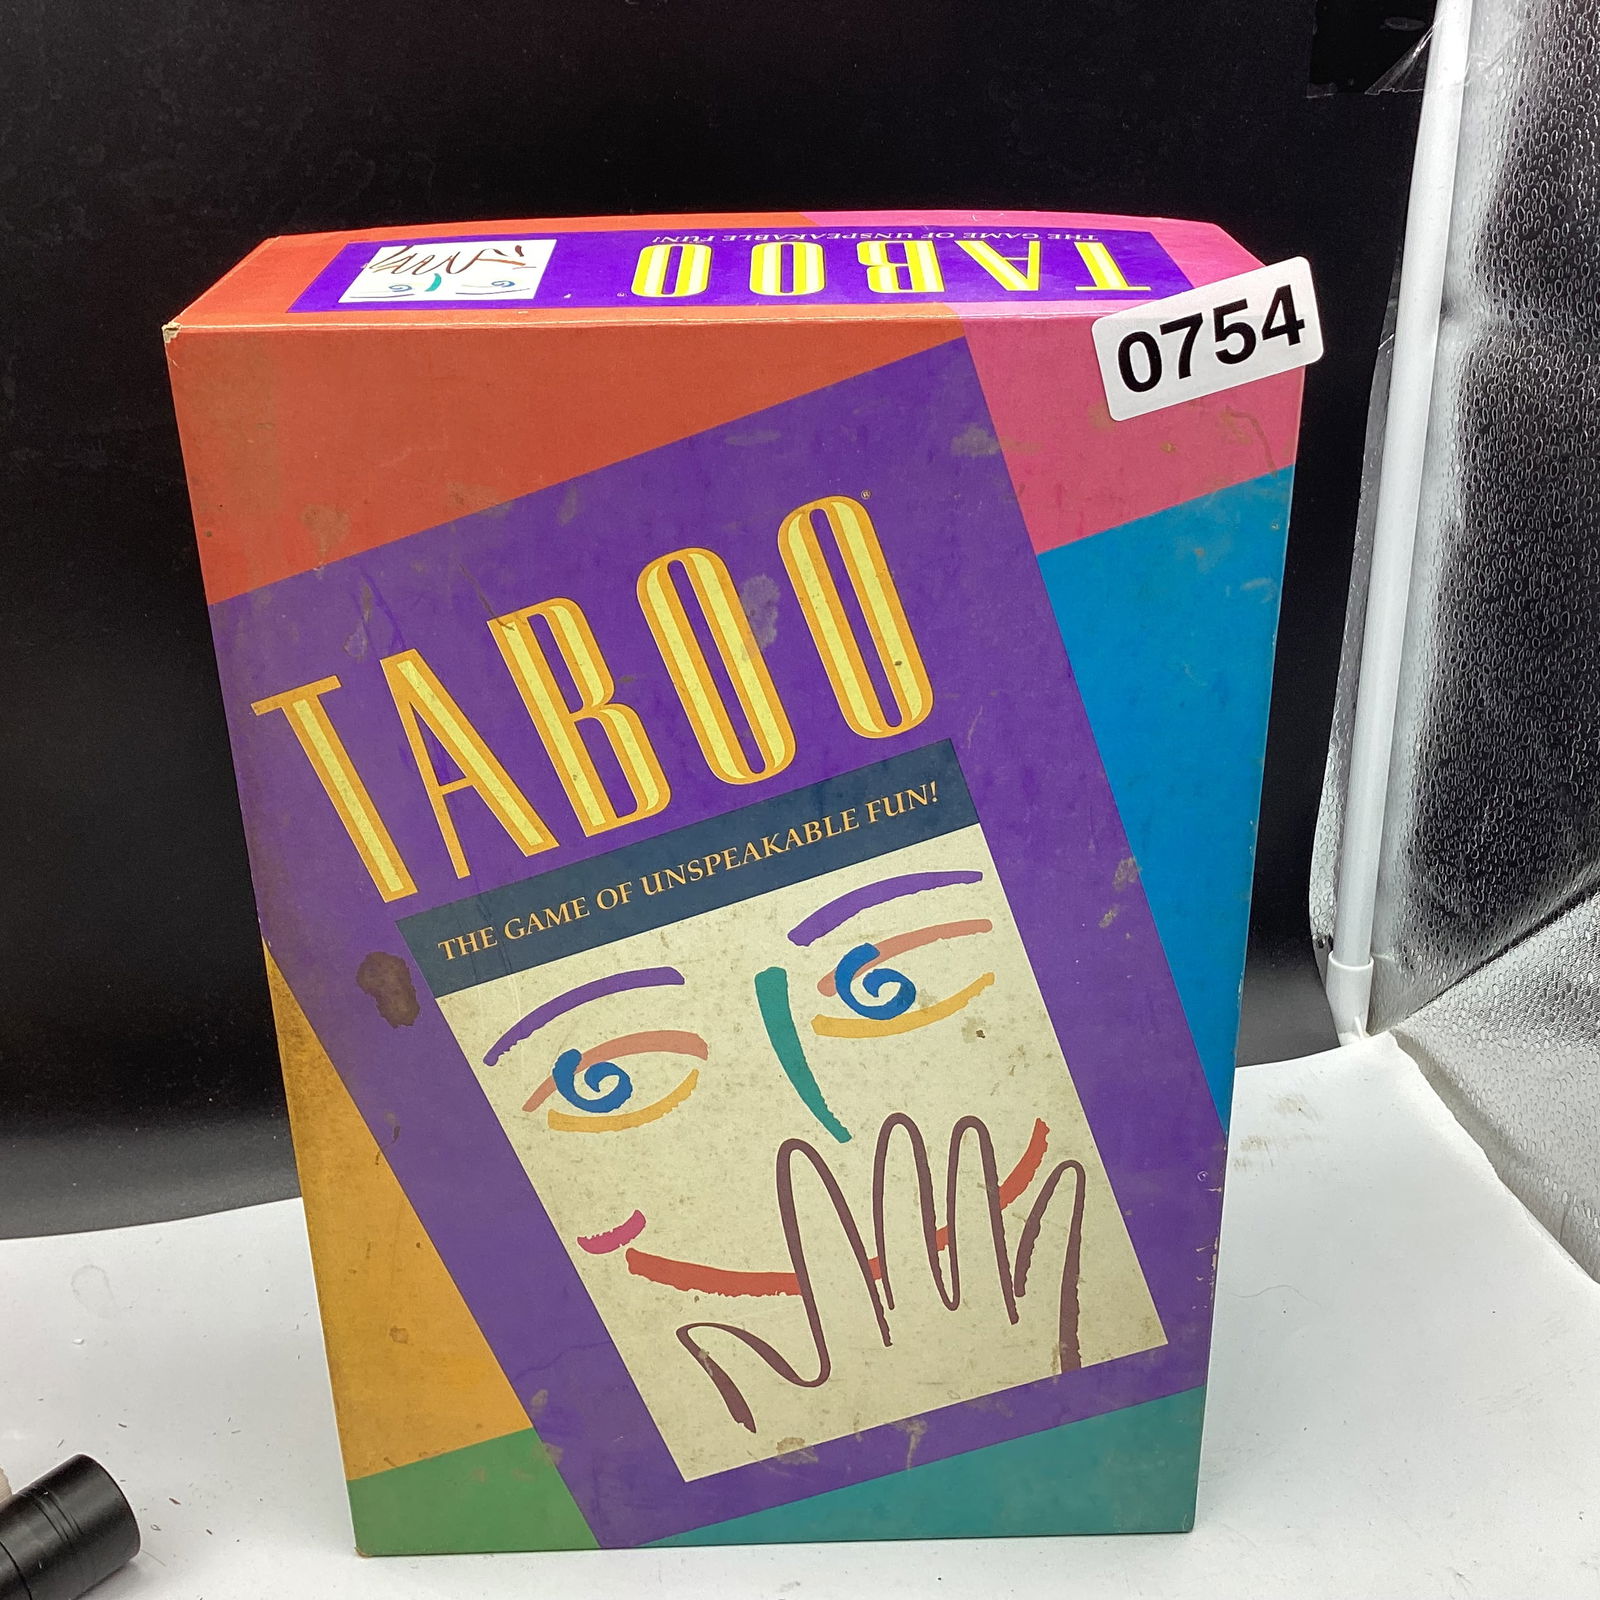 THE GAME OF UNSPEAKABLE FUN!
TABOO®
0754
TABOO®
THE GAME OF UNSPEAKABLE FUN!